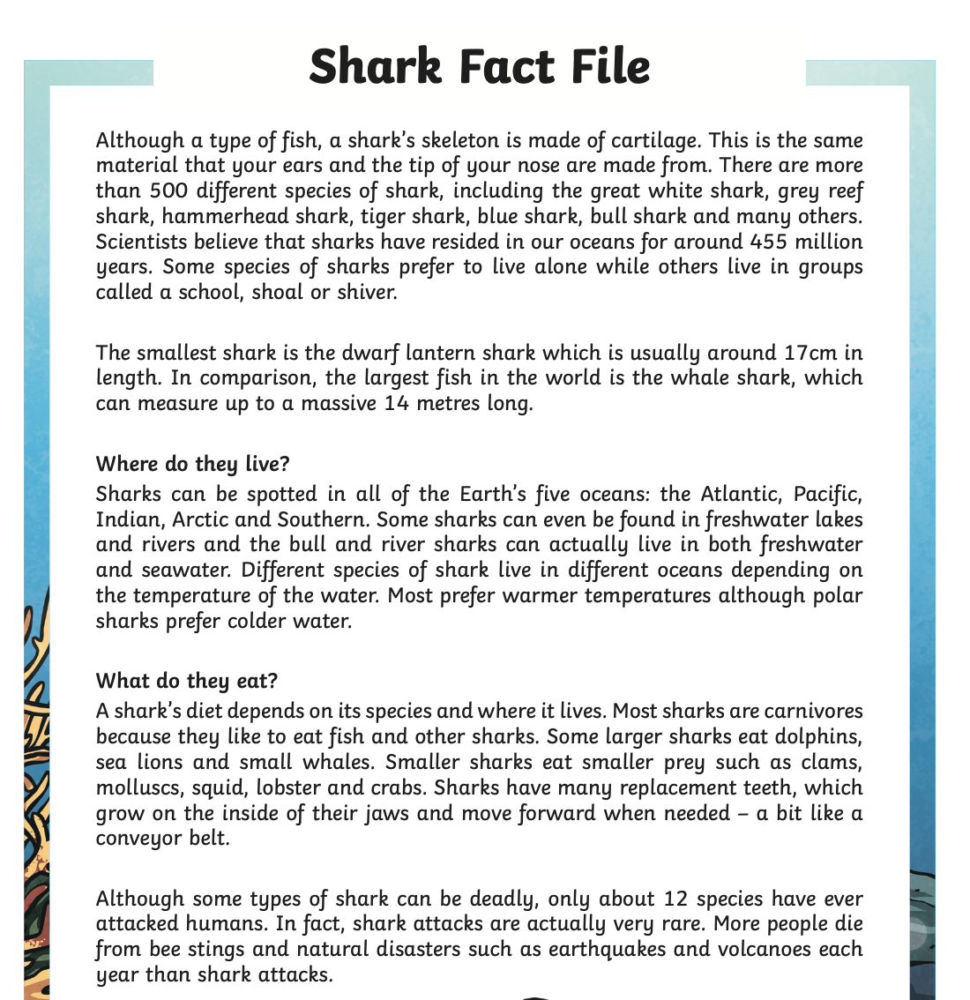 Shark Fact File
Although a type of fish, a shark's skeleton is made of cartilage. This is the same
material that your ears and the tip of your nose are made from. There are more
than 500 different species of shark, including the great white shark, grey reef
shark, hammerhead shark, tiger shark, blue shark, bull shark and many others.
Scientists believe that sharks have resided in our oceans for around 455 million
years. Some species of sharks prefer to live alone while others live in groups
called a school, shoal or shiver.
The smallest shark is the dwarf lantern shark which is usually around 17cm in
length. In comparison, the largest fish in the world is the whale shark, which
can measure up to a massive 14 metres long.
Where do they live?
Sharks can be spotted in all of the Earth's five oceans: the Atlantic, Pacific,
Indian, Arctic and Southern. Some sharks can even be found in freshwater lakes
and rivers and the bull and river sharks can actually live in both freshwater
and seawater. Different species of shark live in different oceans depending on
the temperature of the water. Most prefer warmer temperatures although polar
sharks prefer colder water.
What do they eat?
A shark's diet depends on its species and where it lives. Most sharks are carnivores
because they like to eat fish and other sharks. Some larger sharks eat dolphins,
sea lions and small whales. Smaller sharks eat smaller prey such as clams,
molluscs, squid, lobster and crabs. Sharks have many replacement teeth, which
grow on the inside of their jaws and move forward when needed – a bit like a
conveyor belt.
Although some types of shark can be deadly, only about 12 species have ever
attacked humans. In fact, shark attacks are actually very rare. More people die
from bee stings and natural disasters such as earthquakes and volcanoes each
year than shark attacks.